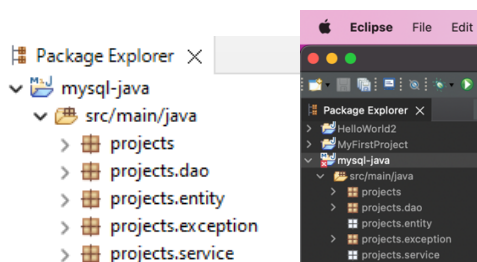 Package Explorer
mysql-java
src/main/java
projects
projects.dao
projects.entity
projects.exception
projects.service
Eclipse File Edit
Package Explorer
HelloWorld2
MyFirstProject
mysql-java
src/main/java
projects
projects.dao
projects.entity
projects.exception
projects.service